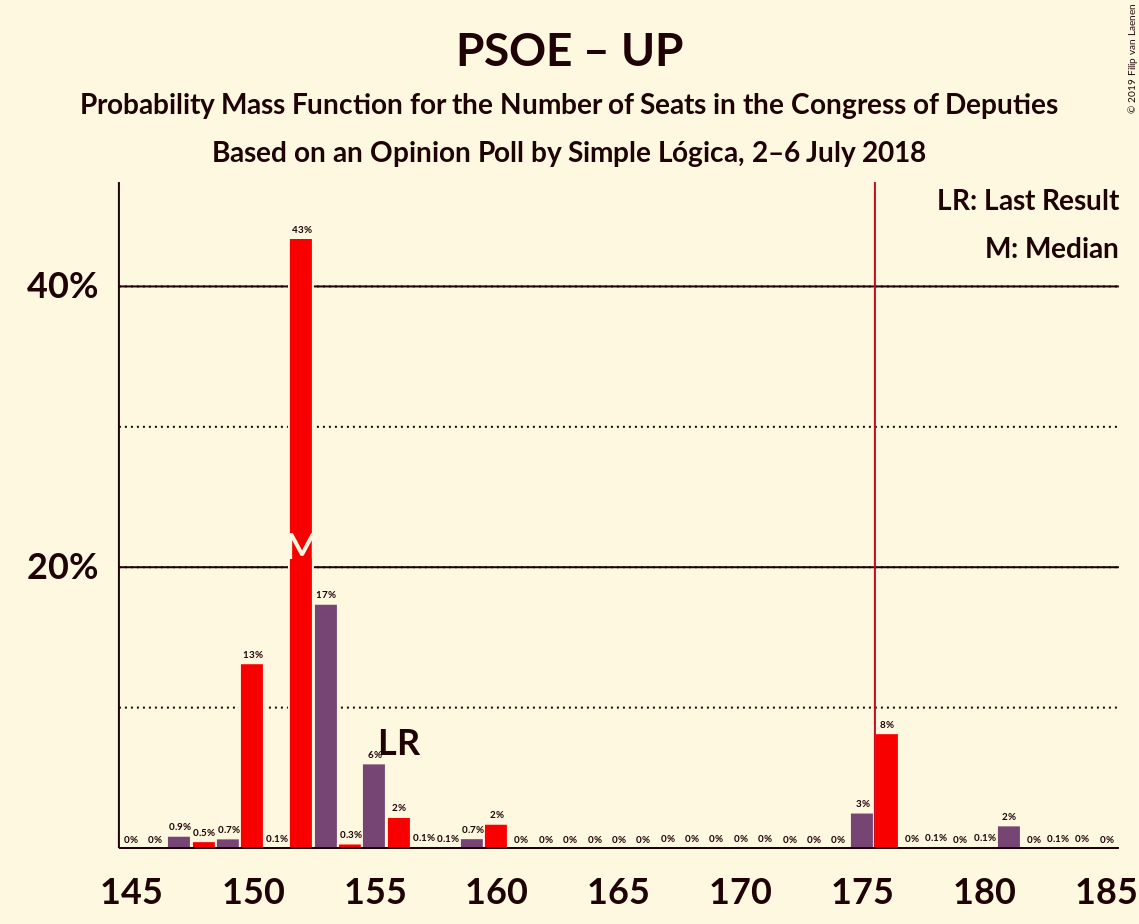 PSOE – UP
Probability Mass Function for the Number of Seats in the Congress of Deputies
Based on an Opinion Poll by Simple Lógica, 2–6 July 2018
© 2019 Filip van Laenen
LR: Last Result
M: Median
40%
20%
0% 0% 0.9% 0.5% 0.7% 13% 0.1% 43% 17% 0.3% 6% 2% 0.1% 0.1% 0.7% 2% 0% 0% 0% 0% 0% 0% 0% 0% 0% 0% 0% 0% 0% 0% 3% 8% 0% 0.1% 0% 0.1% 2% 0% 0.1% 0% 0%
M
LR
145 150 155 160 165 170 175 180 185